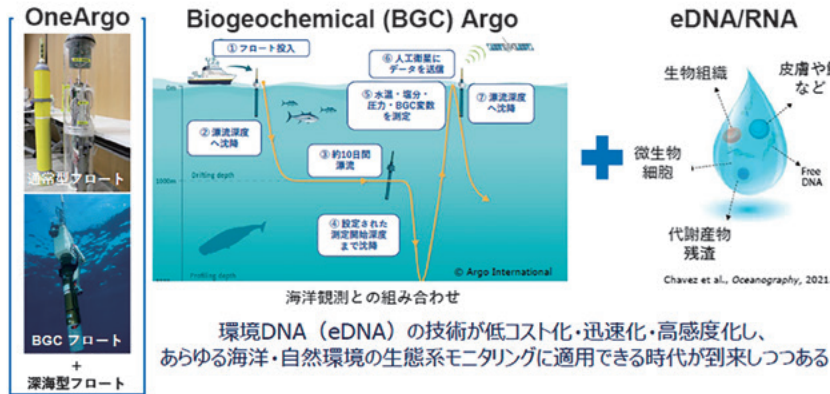 OneArgo
通常型フロート
BGC フロート
+
深海型フロート
Biogeochemical (BGC) Argo
① フロート投入
0m
② 漂流深度
へ沈降
③ 約10日間
漂流
1000m
Drifting depth
④ 設定された
測定開始深度
まで沈降
Profiling depth
⑤ 水温・塩分・
圧力・BGC変数
を測定
⑥ 人工衛星に
データを送信
⑦ 漂流深度
へ沈降
© Argo International
海洋観測との組み合わせ
eDNA/RNA
生物組織
皮膚や
など
微生物
細胞
Free
DNA
代謝産物
残渣
Chavez et al., Oceanography, 2021
環境DNA（eDNA）の技術が低コスト化・迅速化・高感度化し、
あらゆる海洋・自然環境の生態系モニタリングに適用できる時代が到来しつつある